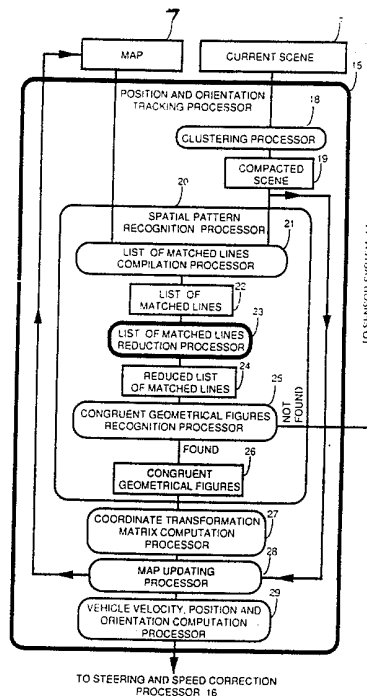 7
MAP
CURRENT SCENE
15
POSITION AND ORIENTATION
TRACKING PROCESSOR
18
CLUSTERING PROCESSOR
19
COMPACTED
SCENE
20
SPATIAL PATTERN
RECOGNITION PROCESSOR
21
LIST OF MATCHED LINES
COMPILATION PROCESSOR
22
LIST OF
MATCHED LINES
23
LIST OF MATCHED LINES
REDUCTION PROCESSOR
24
REDUCED LIST
OF MATCHED LINES
25
CONGRUENT GEOMETRICAL FIGURES
RECOGNITION PROCESSOR
NOT
FOUND
FOUND
26
CONGRUENT
GEOMETRICAL FIGURES
27
COORDINATE TRANSFORMATION
MATRIX COMPUTATION
PROCESSOR
28
MAP UPDATING
PROCESSOR
29
VEHICLE VELOCITY, POSITION AND
ORIENTATION COMPUTATION
PROCESSOR
TO STEERING AND SPEED CORRECTION
PROCESSOR 16